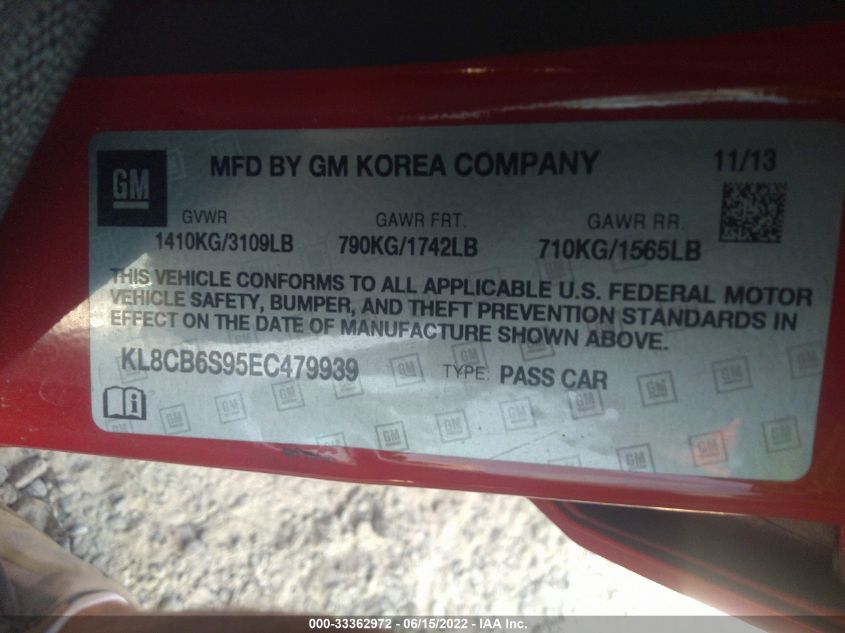 GM
MFD BY GM KOREA COMPANY 11/13
GVWR GAWR FRT. GAWR RR.
1410KG/3109LB 790KG/1742LB 710KG/1565LB
THIS VEHICLE CONFORMS TO ALL APPLICABLE U.S. FEDERAL MOTOR
VEHICLE SAFETY, BUMPER, AND THEFT PREVENTION STANDARDS IN
EFFECT ON THE DATE OF MANUFACTURE SHOWN ABOVE.
KL8CB6S95EC479939 TYPE: PASS CAR
000-33362972 - 06/15/2022 - IAA Inc.